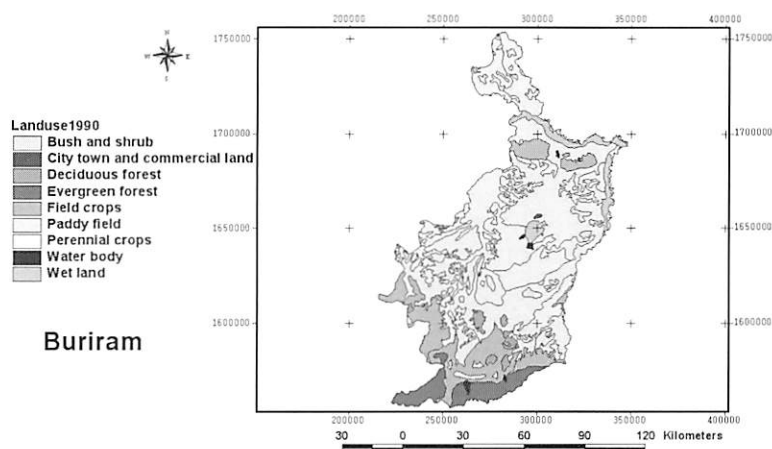 200000 250000 300000 350000 400000
1750000 1750000
N
W E
S
Landuse1990
Bush and shrub
City town and commercial land
Deciduous forest
Evergreen forest
Field crops
Paddy field
Perennial crops
Water body
Wet land
1700000 1700000
1650000 1650000
1600000 1600000
Buriram
200000 250000 300000 350000 400000
30 0 30 60 90 120 Kilometers